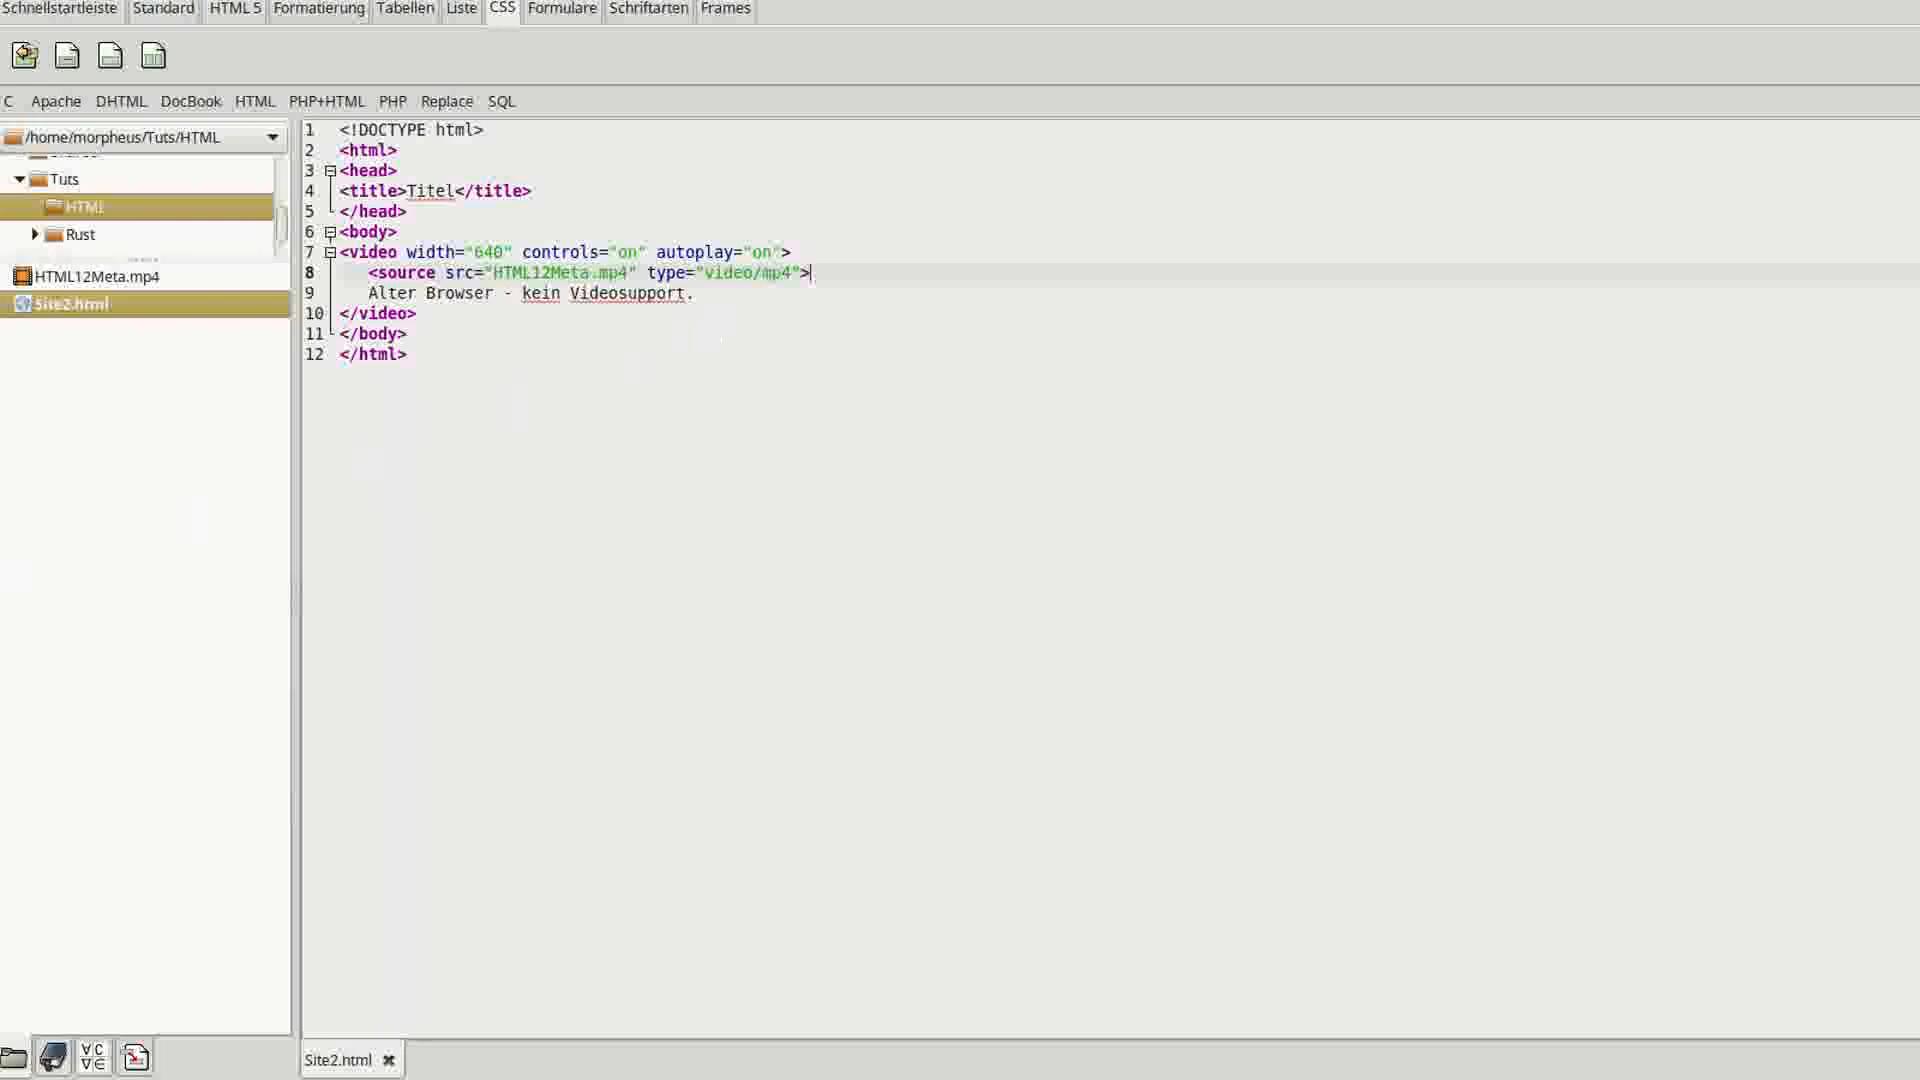 Schnellstartleiste Standard HTML 5 Formatierung Tabellen Liste CSS Formulare Schriftarten Frames
C Apache DHTML DocBook HTML PHP+HTML PHP Replace SQL
/home/morpheus/Tuts/HTML
Tuts
HTML
Rust
HTML12Meta.mp4
Site2.html
1 <!DOCTYPE html>
2 <html>
3 <head>
4 <title>Titel</title>
5 </head>
6 <body>
7 <video width="640" controls="on" autoplay="on">
8 <source src="HTML12Meta.mp4" type="video/mp4">
9 Alter Browser - kein Videosupport.
10 </video>
11 </body>
12 </html>
Site2.html